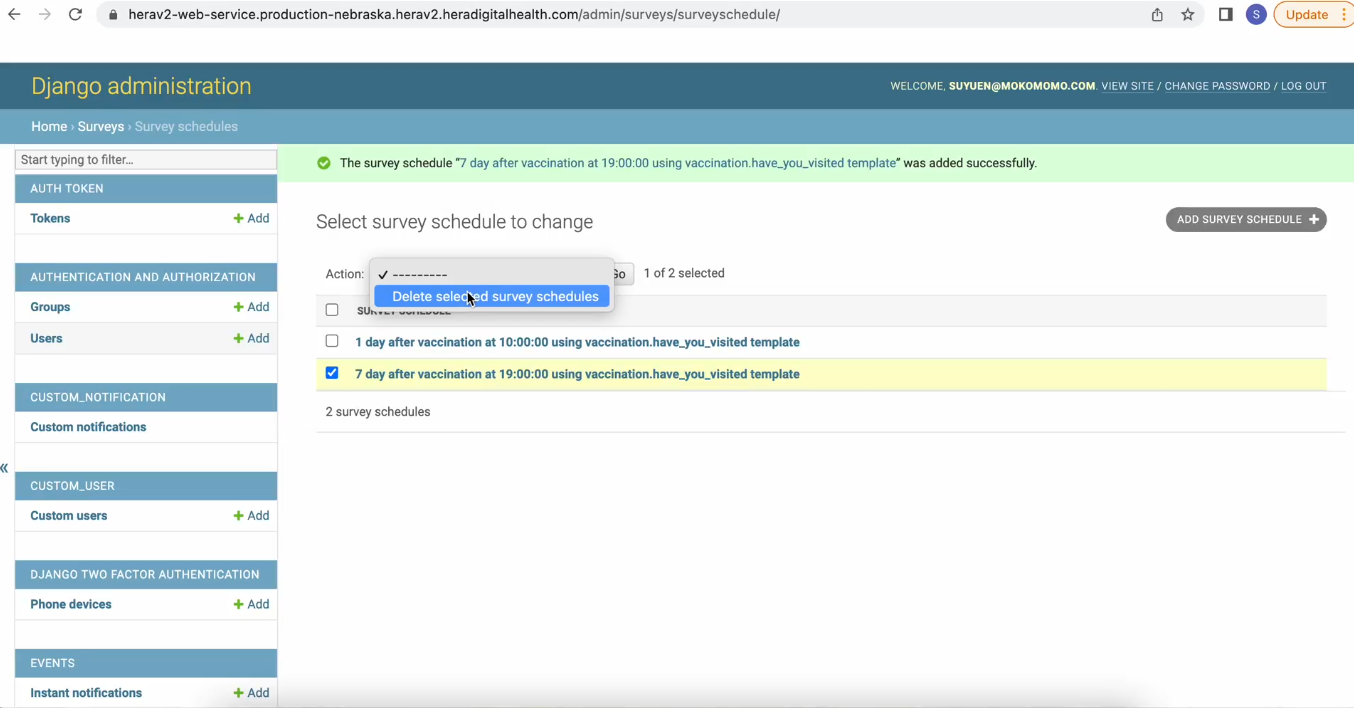 herav2-web-service.production-nebraska.herav2.heradigitalhealth.com/admin/surveys/surveyschedule/
S
Update
Django administration
WELCOME, SUYUEN@MOKOMOMO.COM. VIEW SITE / CHANGE PASSWORD / LOG OUT
Home › Surveys › Survey schedules
Start typing to filter...
The survey schedule “7 day after vaccination at 19:00:00 using vaccination.have_you_visited template” was added successfully.
AUTH TOKEN
Tokens + Add
AUTHENTICATION AND AUTHORIZATION
Groups + Add
Users + Add
CUSTOM_NOTIFICATION
Custom notifications
CUSTOM_USER
Custom users + Add
DJANGO TWO FACTOR AUTHENTICATION
Phone devices + Add
EVENTS
Instant notifications + Add
«
Select survey schedule to change
ADD SURVEY SCHEDULE +
Action: ✓ --------- Go 1 of 2 selected
Delete selected survey schedules
SURVEY SCHEDULE
1 day after vaccination at 10:00:00 using vaccination.have_you_visited template
7 day after vaccination at 19:00:00 using vaccination.have_you_visited template
2 survey schedules